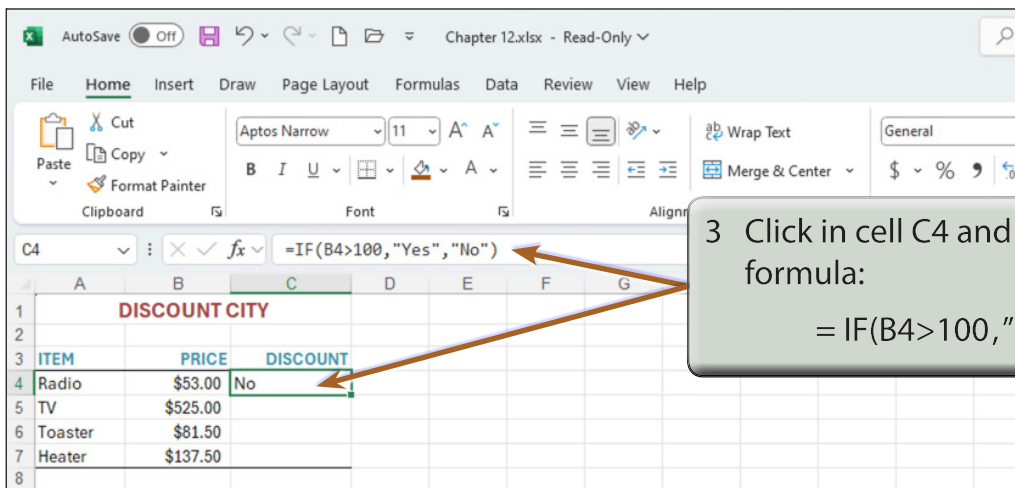 AutoSave Off Chapter 12.xlsx - Read-Only
File Home Insert Draw Page Layout Formulas Data Review View Help
Paste
Cut
Copy
Format Painter
Clipboard
Aptos Narrow 11 A^ A˅
B I U A
Font
ab Wrap Text
Merge & Center
Alignm
General
$ % 9
C4 fx =IF(B4>100,"Yes","No")
3 Click in cell C4 and
formula:
= IF(B4>100,"
A B C D E F G
1 DISCOUNT CITY
2
3 ITEM PRICE DISCOUNT
4 Radio $53.00 No
5 TV $525.00
6 Toaster $81.50
7 Heater $137.50
8